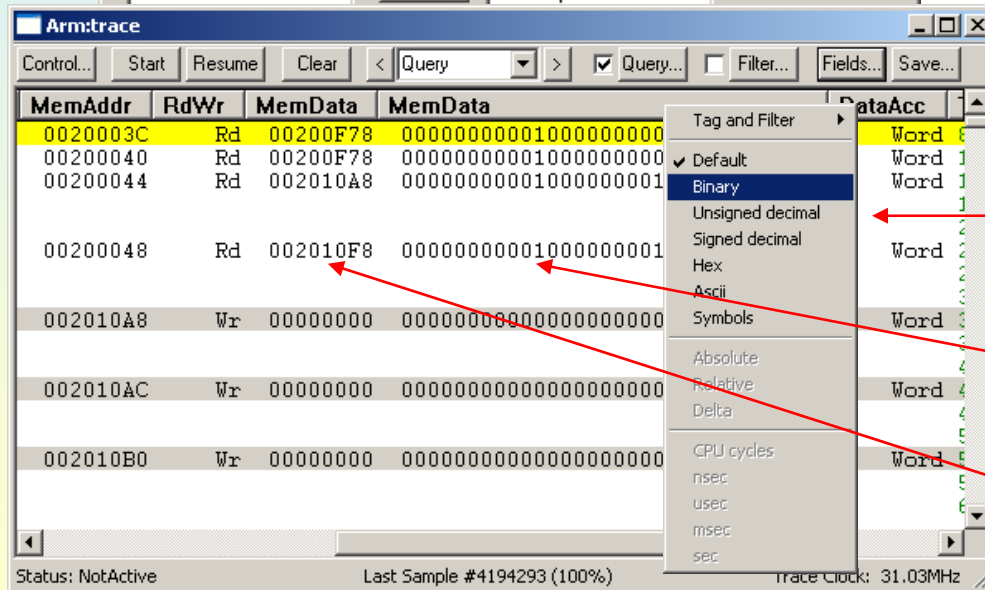 Arm:trace
Control... Start Resume Clear < Query > Query... Filter... Fields... Save...
MemAddr RdWr MemData MemData DataAcc
0020003C Rd 00200F78 00000000001000000000 Word
00200040 Rd 00200F78 00000000001000000000 Word
00200044 Rd 002010A8 00000000001000000001 Word
00200048 Rd 002010F8 00000000001000000001 Word
002010A8 Wr 00000000 00000000000000000000 Word
002010AC Wr 00000000 00000000000000000000 Word
002010B0 Wr 00000000 00000000000000000000 Word
Tag and Filter
Default
Binary
Unsigned decimal
Signed decimal
Hex
Ascii
Symbols
Absolute
Relative
Delta
CPU cycles
nsec
usec
msec
sec
Status: NotActive Last Sample #4194293 (100%) Trace Clock: 31.03MHz